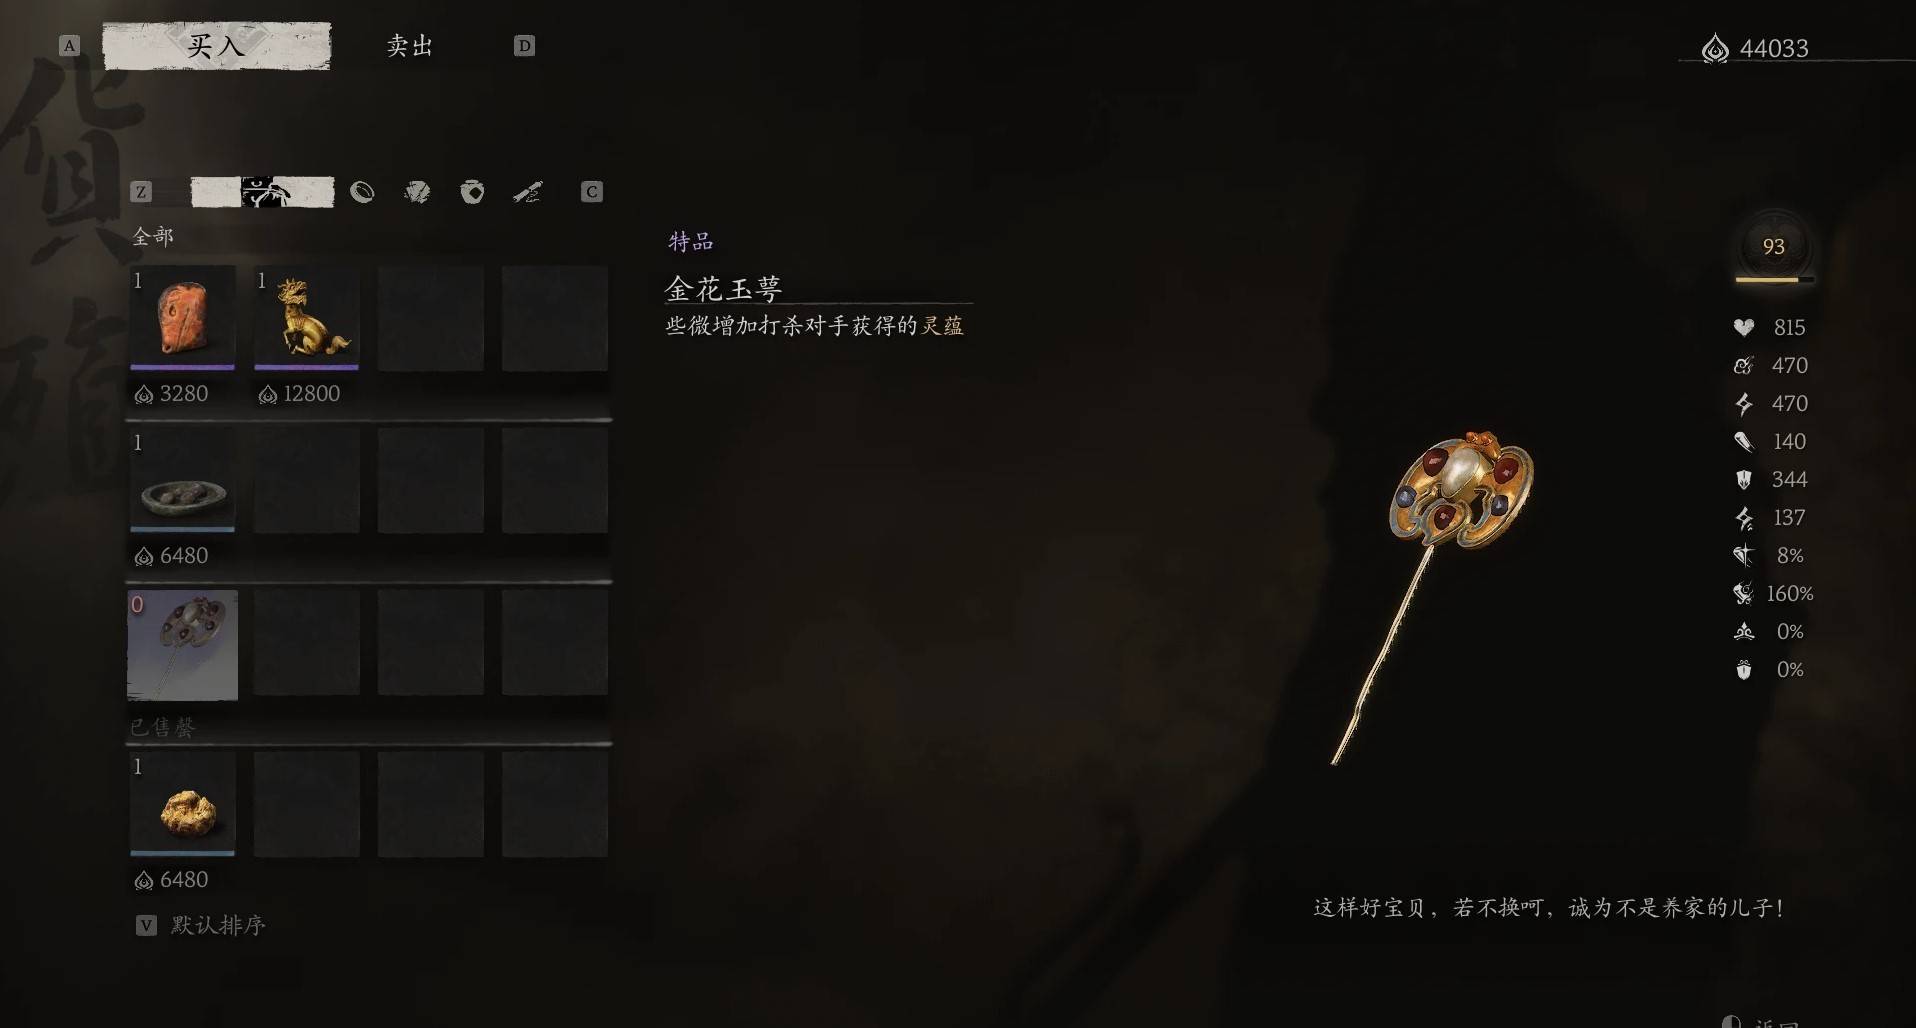 A 买入 卖出 D
44033
货殖
Z C
全部
1 1
3280 12800
1
6480
0
已售罄
1
6480
V 默认排序
特品
金花玉萼
些微增加打杀对手获得的灵蕴
93
815
470
470
140
344
137
8%
160%
0%
0%
这样好宝贝，若不换呵，诚为不是养家的儿子！